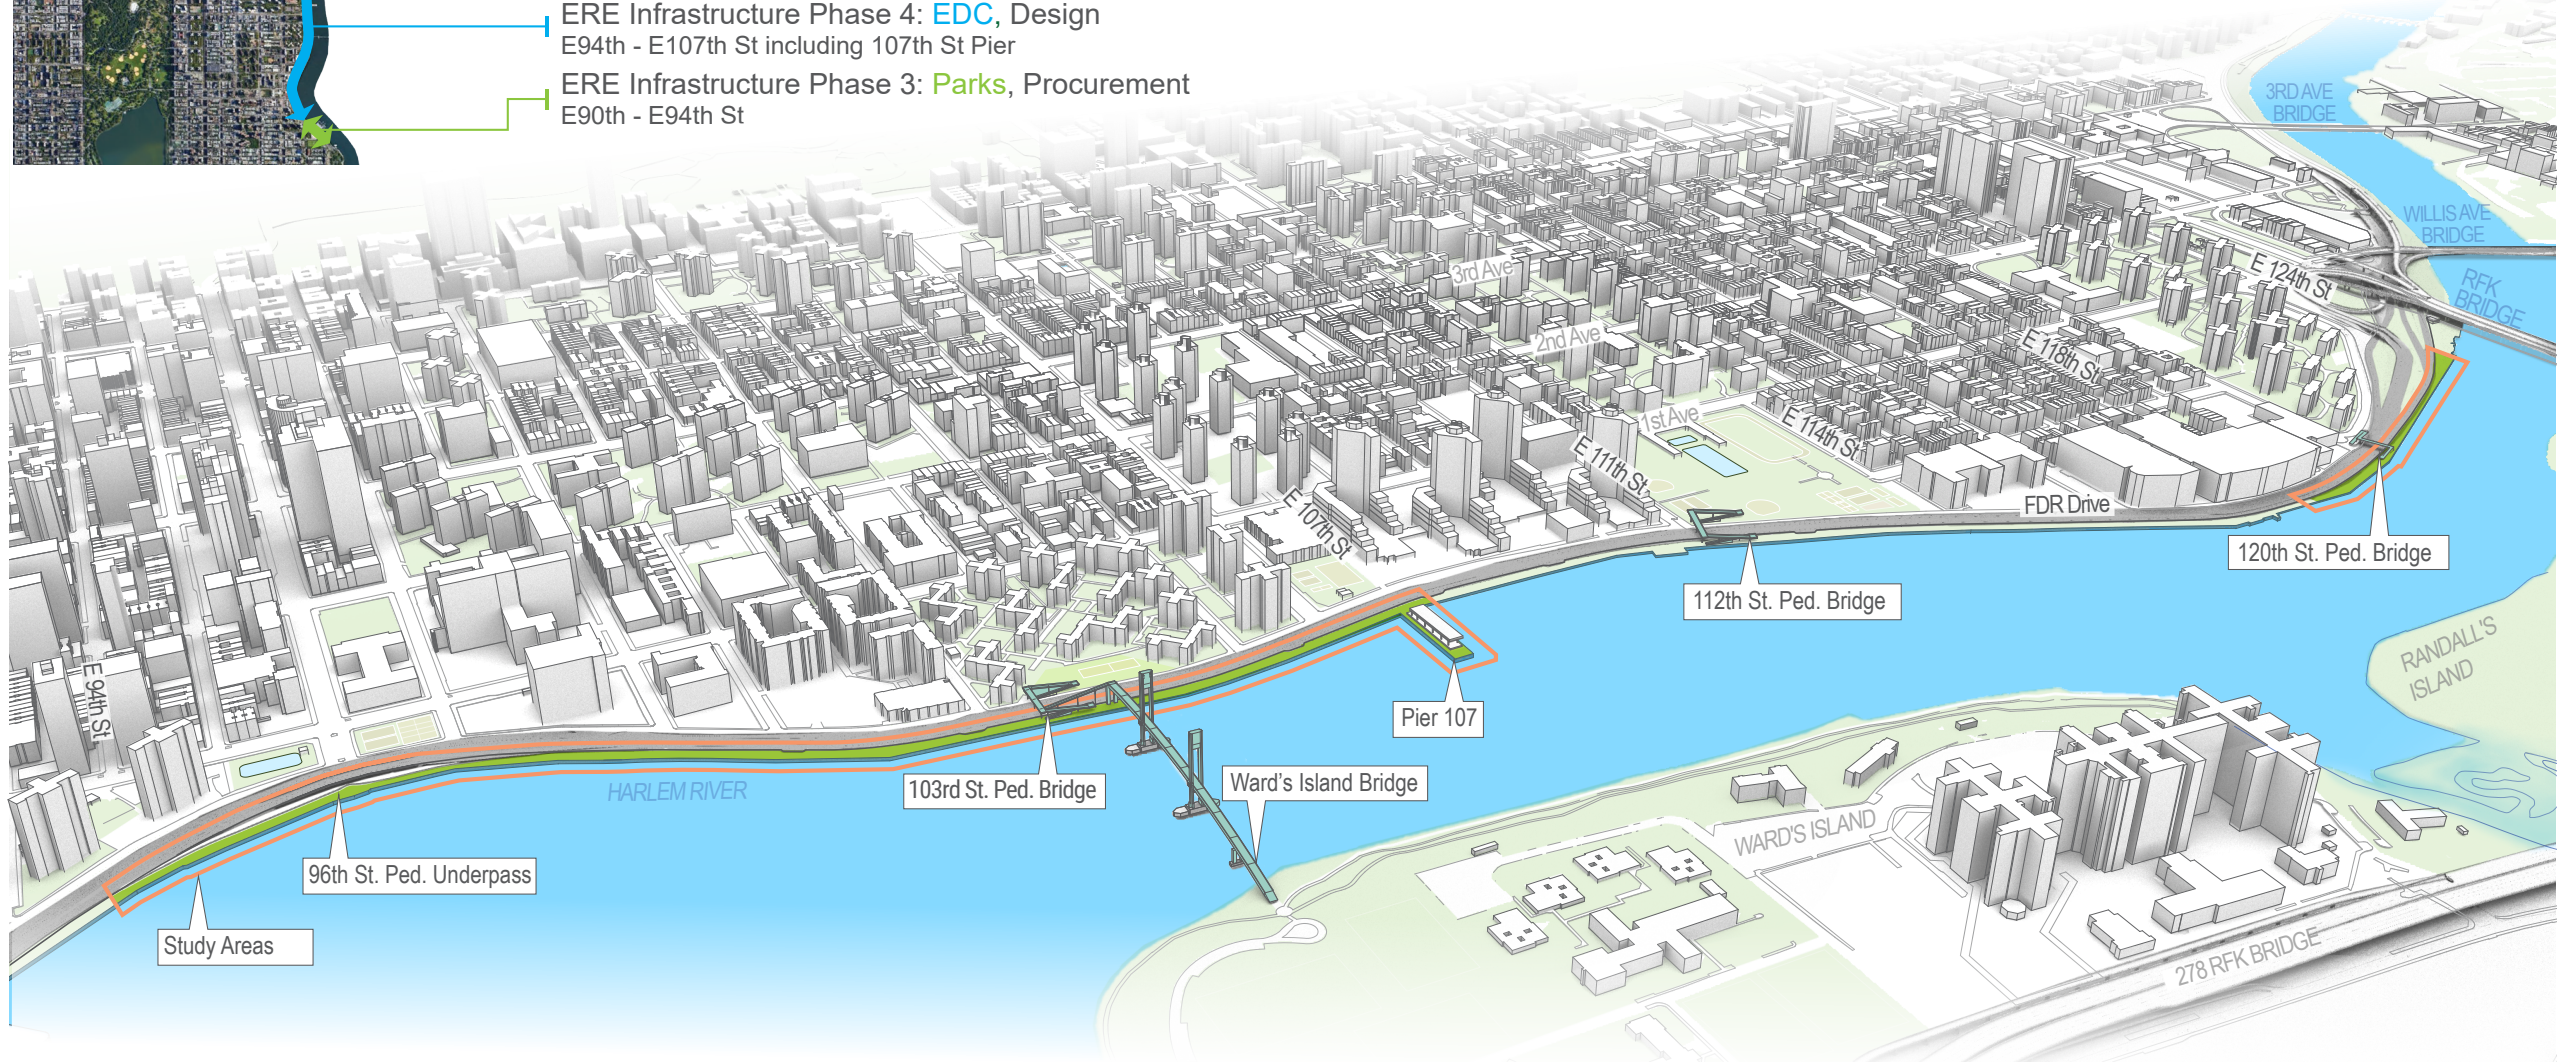 ERE Infrastructure Phase 4: EDC, Design
E94th - E107th St including 107th St Pier
ERE Infrastructure Phase 3: Parks, Procurement
E90th - E94th St
3RD AVE
BRIDGE
WILLIS AVE
BRIDGE
RFK
BRIDGE
E 124th St
3rd Ave
2nd Ave
E 118th St
1st Ave
E 114th St
E 111th St
E 107th St
FDR Drive
120th St. Ped. Bridge
112th St. Ped. Bridge
RANDALL'S
ISLAND
E 94th St
Pier 107
HARLEM RIVER
103rd St. Ped. Bridge
Ward's Island Bridge
WARD'S ISLAND
96th St. Ped. Underpass
Study Areas
278 RFK BRIDGE